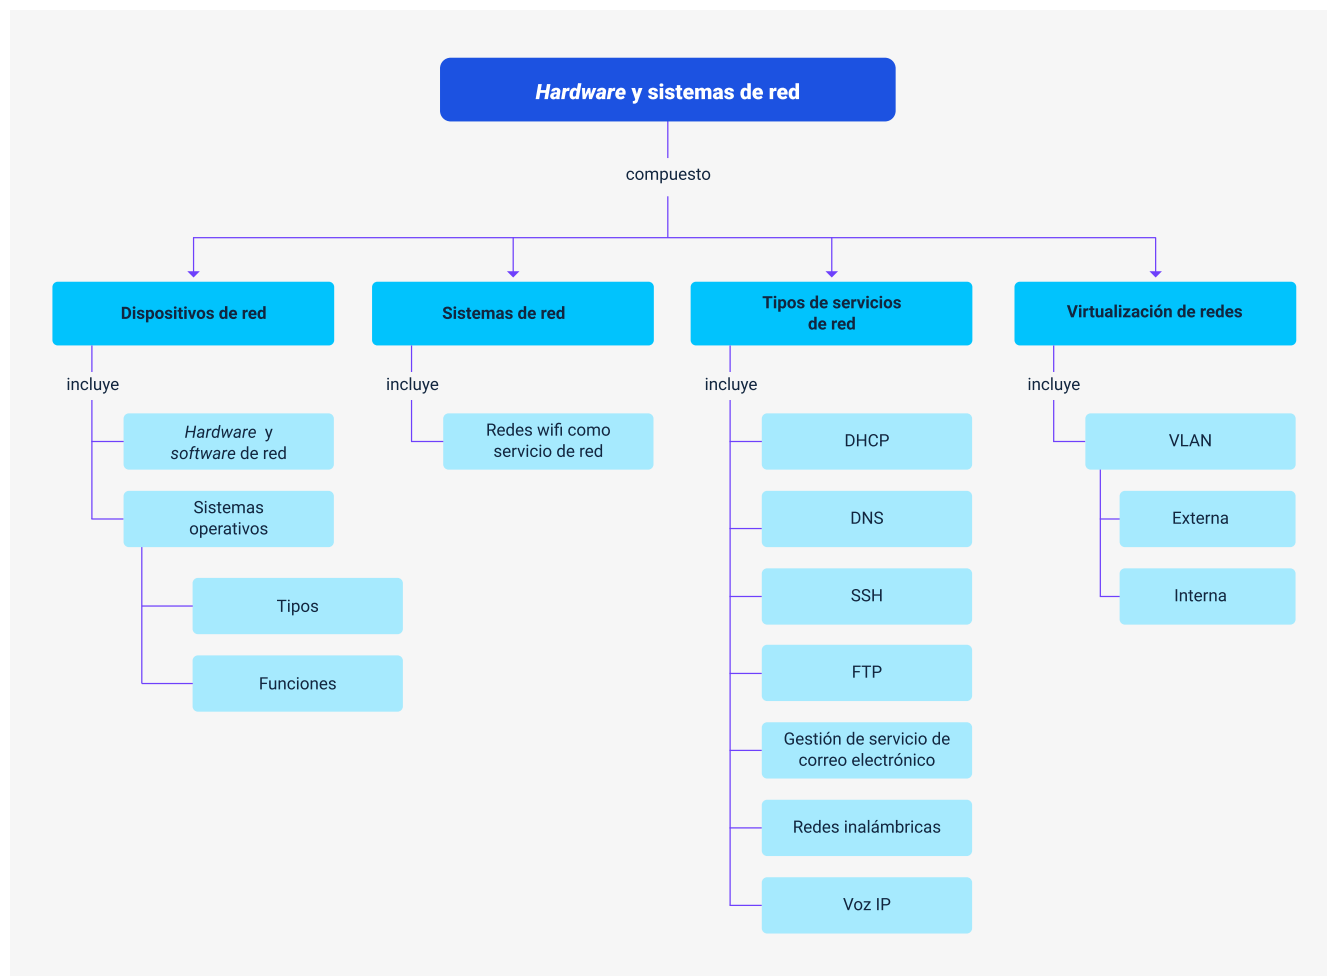 Hardware y sistemas de red
compuesto
Dispositivos de red
incluye
Hardware y
software de red
Sistemas
operativos
Tipos
Funciones
Sistemas de red
incluye
Redes wifi como
servicio de red
Tipos de servicios
de red
incluye
DHCP
DNS
SSH
FTP
Gestión de servicio de
correo electrónico
Redes inalámbricas
Voz IP
Virtualización de redes
incluye
VLAN
Externa
Interna